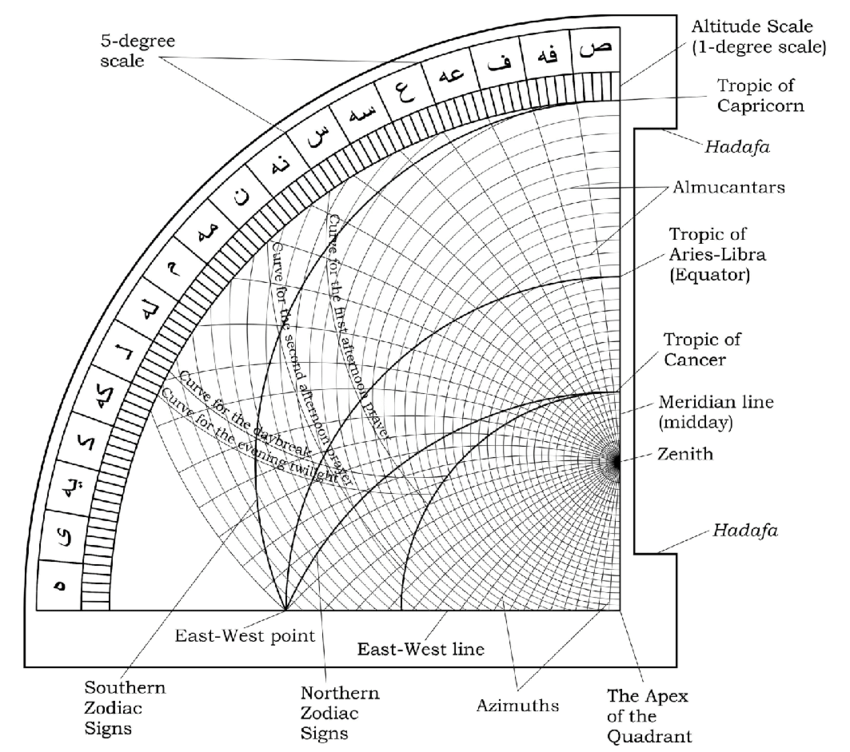 5-degree
scale
Altitude Scale
(1-degree scale)
Tropic of
Capricorn
Hadafa
Almucantars
Tropic of
Aries-Libra
(Equator)
Tropic of
Cancer
Meridian line
(midday)
Zenith
Hadafa
ه
ى
يه
ك
كه
ل
له
م
مه
ن
نه
س
سه
ع
عه
ف
فه
ص
Curve for the first afternoon prayer
Curve for the second afternoon prayer
Curve for the daybreak
Curve for the evening twilight
East-West point
East-West line
Southern
Zodiac
Signs
Northern
Zodiac
Signs
Azimuths
The Apex
of the
Quadrant